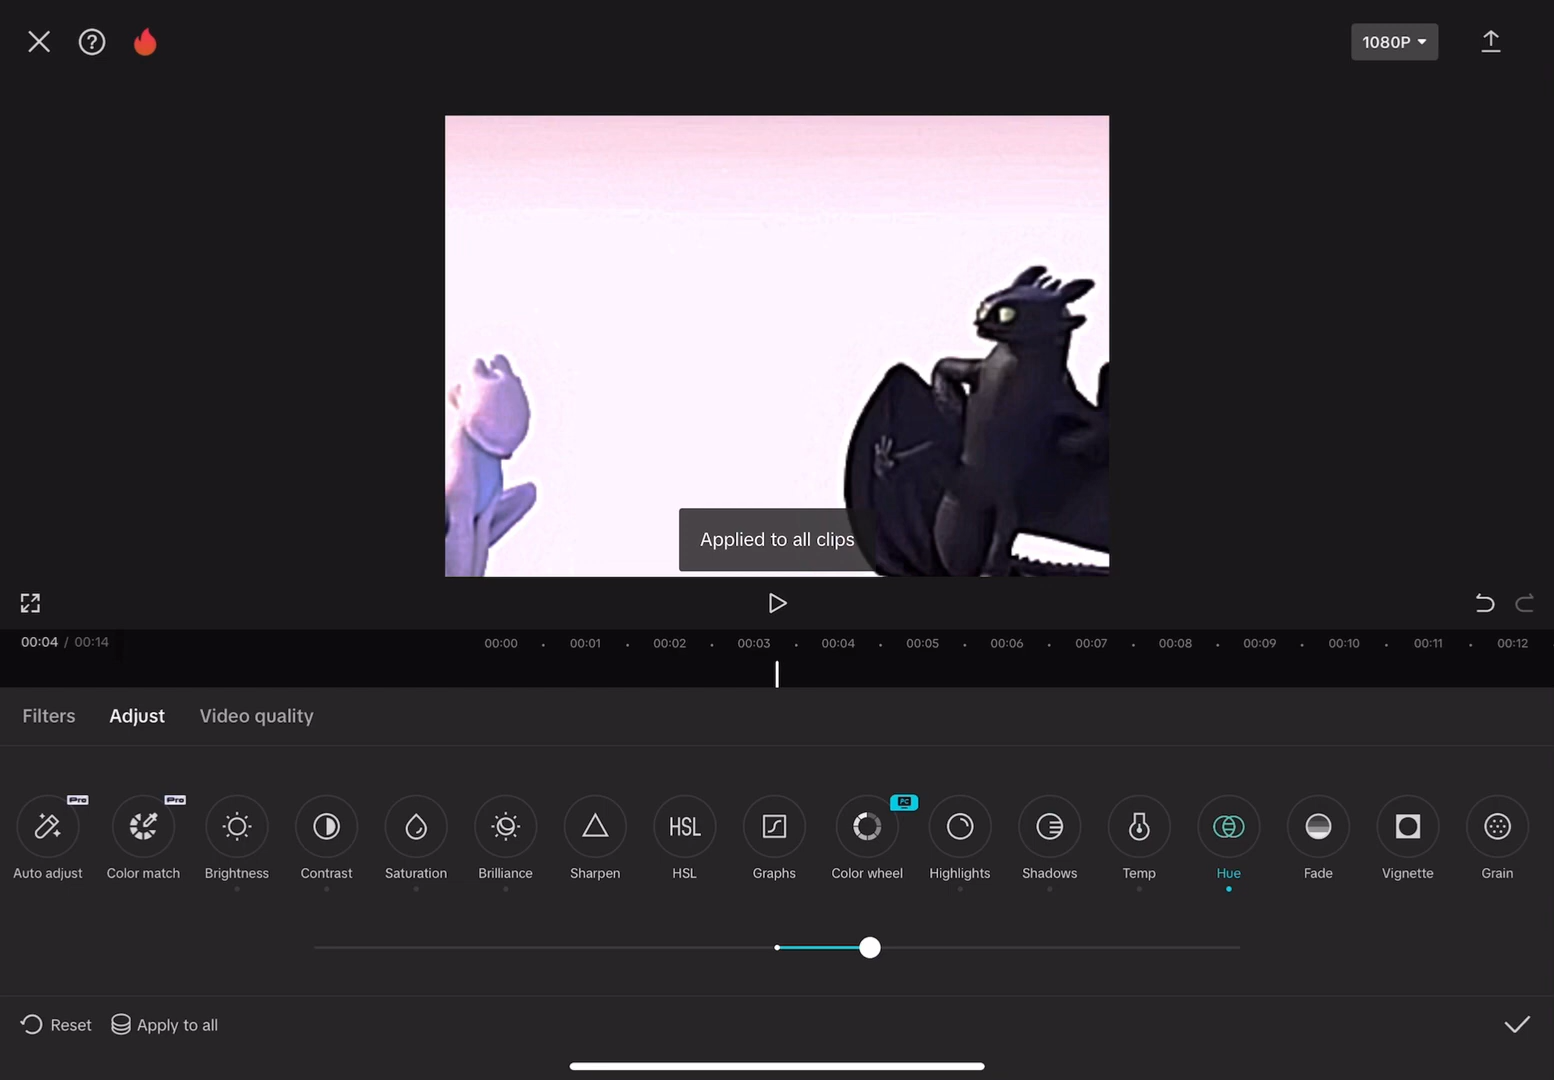 1080P
Applied to all clips
00:04 / 00:14
00:00 00:01 00:02 00:03 00:04 00:05 00:06 00:07 00:08 00:09 00:10 00:11 00:12
Filters Adjust Video quality
Pro Pro PC
HSL
Auto adjust Color match Brightness Contrast Saturation Brilliance Sharpen HSL Graphs Color wheel Highlights Shadows Temp Hue Fade Vignette Grain
Reset Apply to all